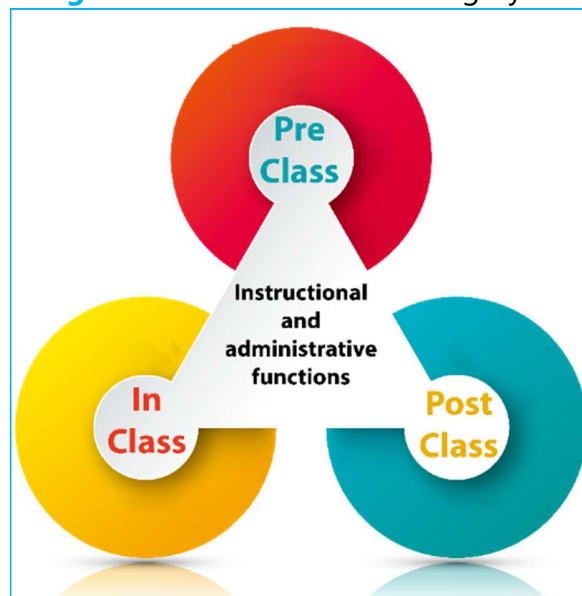 Pre
Class
Instructional
and
administrative
functions
In
Class
Post
Class